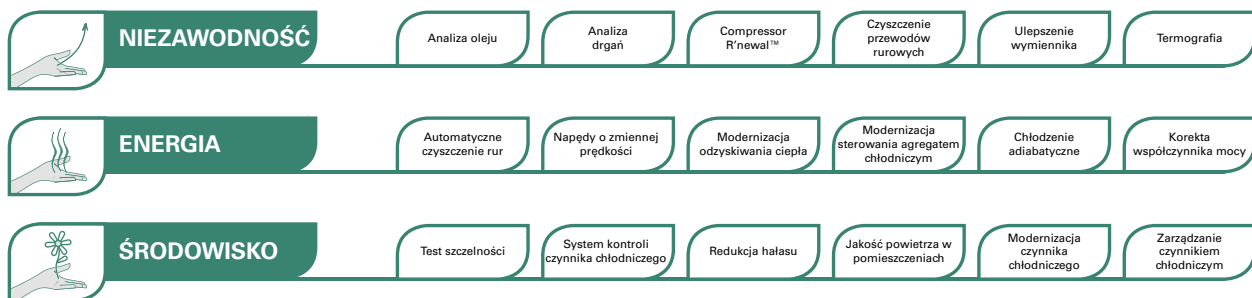 NIEZAWODNOŚĆ
Analiza oleju
Analiza
drgań
Compressor
R'newal™
Czyszczenie
przewodów
rurowych
Ulepszenie
wymiennika
Termografia
ENERGIA
Automatyczne
czyszczenie rur
Napędy o zmiennej
prędkości
Modernizacja
odzyskiwania ciepła
Modernizacja
sterowania agregatem
chłodniczym
Chłodzenie
adiabatyczne
Korekta
współczynnika mocy
ŚRODOWISKO
Test szczelności
System kontroli
czynnika chłodniczego
Redukcja hałasu
Jakość powietrza w
pomieszczeniach
Modernizacja
czynnika
chłodniczego
Zarządzanie
czynnikiem
chłodniczym